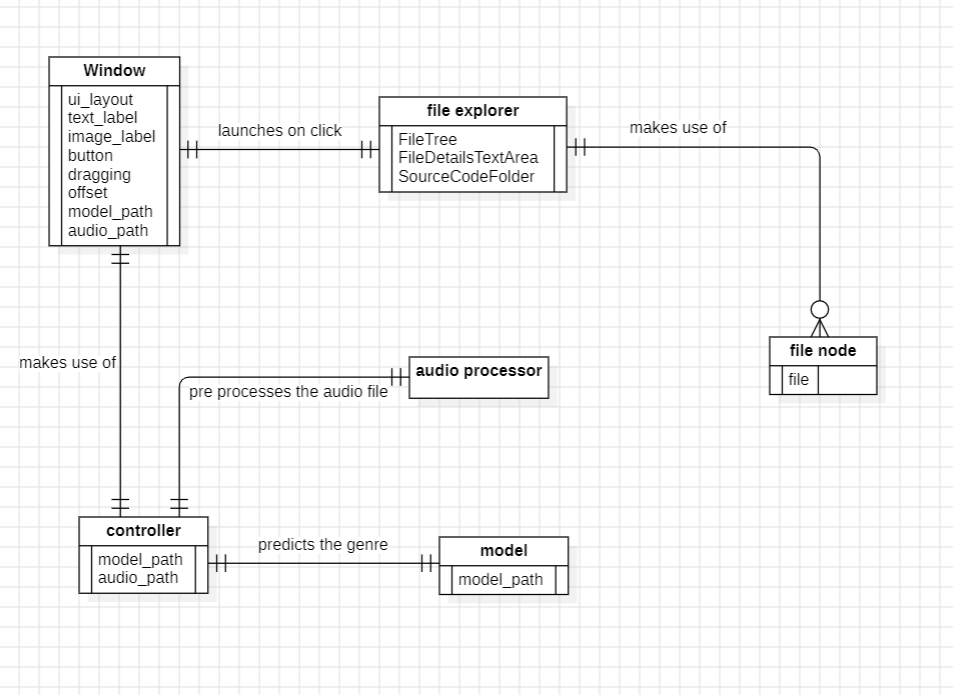 Window
ui_layout
text_label
image_label
button
dragging
offset
model_path
audio_path
launches on click
file explorer
FileTree
FileDetailsTextArea
SourceCodeFolder
makes use of
file node
file
makes use of
audio processor
pre processes the audio file
controller
model_path
audio_path
predicts the genre
model
model_path